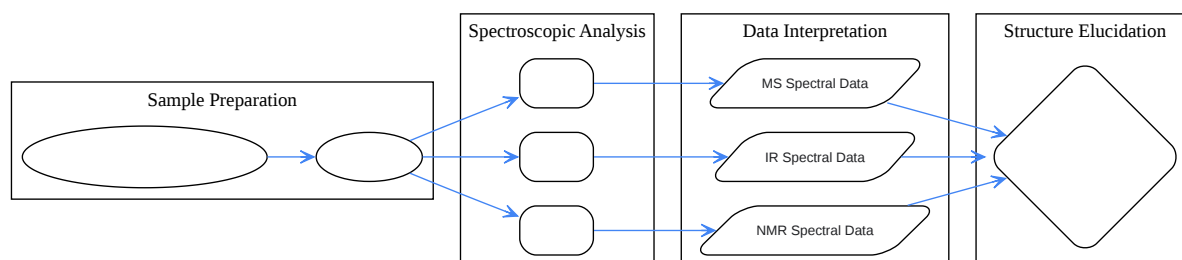 Sample Preparation
Spectroscopic Analysis
Data Interpretation
MS Spectral Data
IR Spectral Data
NMR Spectral Data
Structure Elucidation